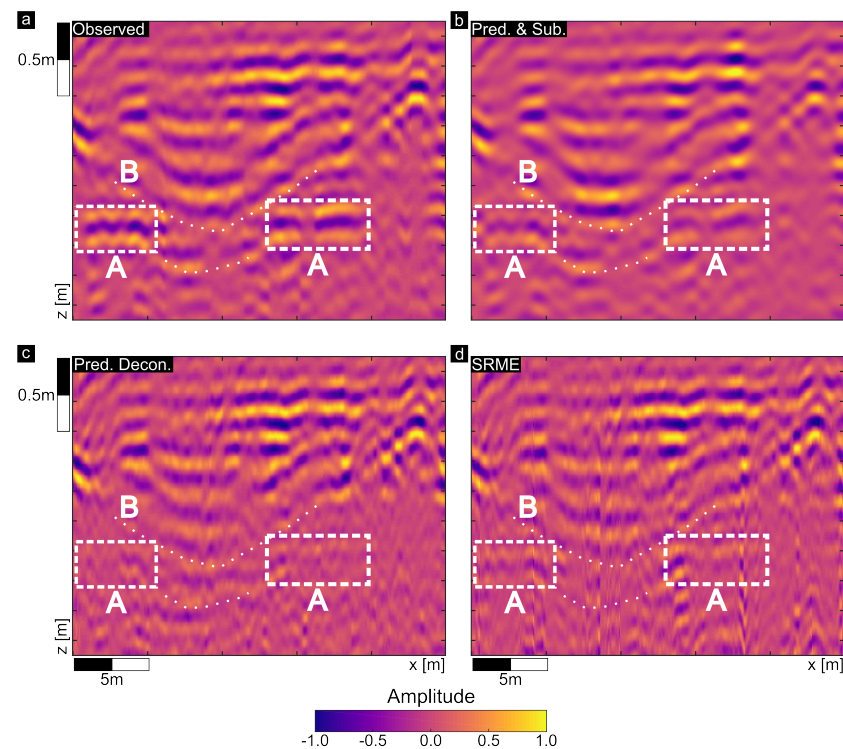 a
Observed
b
Pred. & Sub.
0.5m
B
A
A
z [m]
B
A
A
c
Pred. Decon.
d
SRME
0.5m
B
A
A
z [m]
B
A
A
5m
x [m]
5m
x [m]
Amplitude
-1.0 -0.5 0.0 0.5 1.0